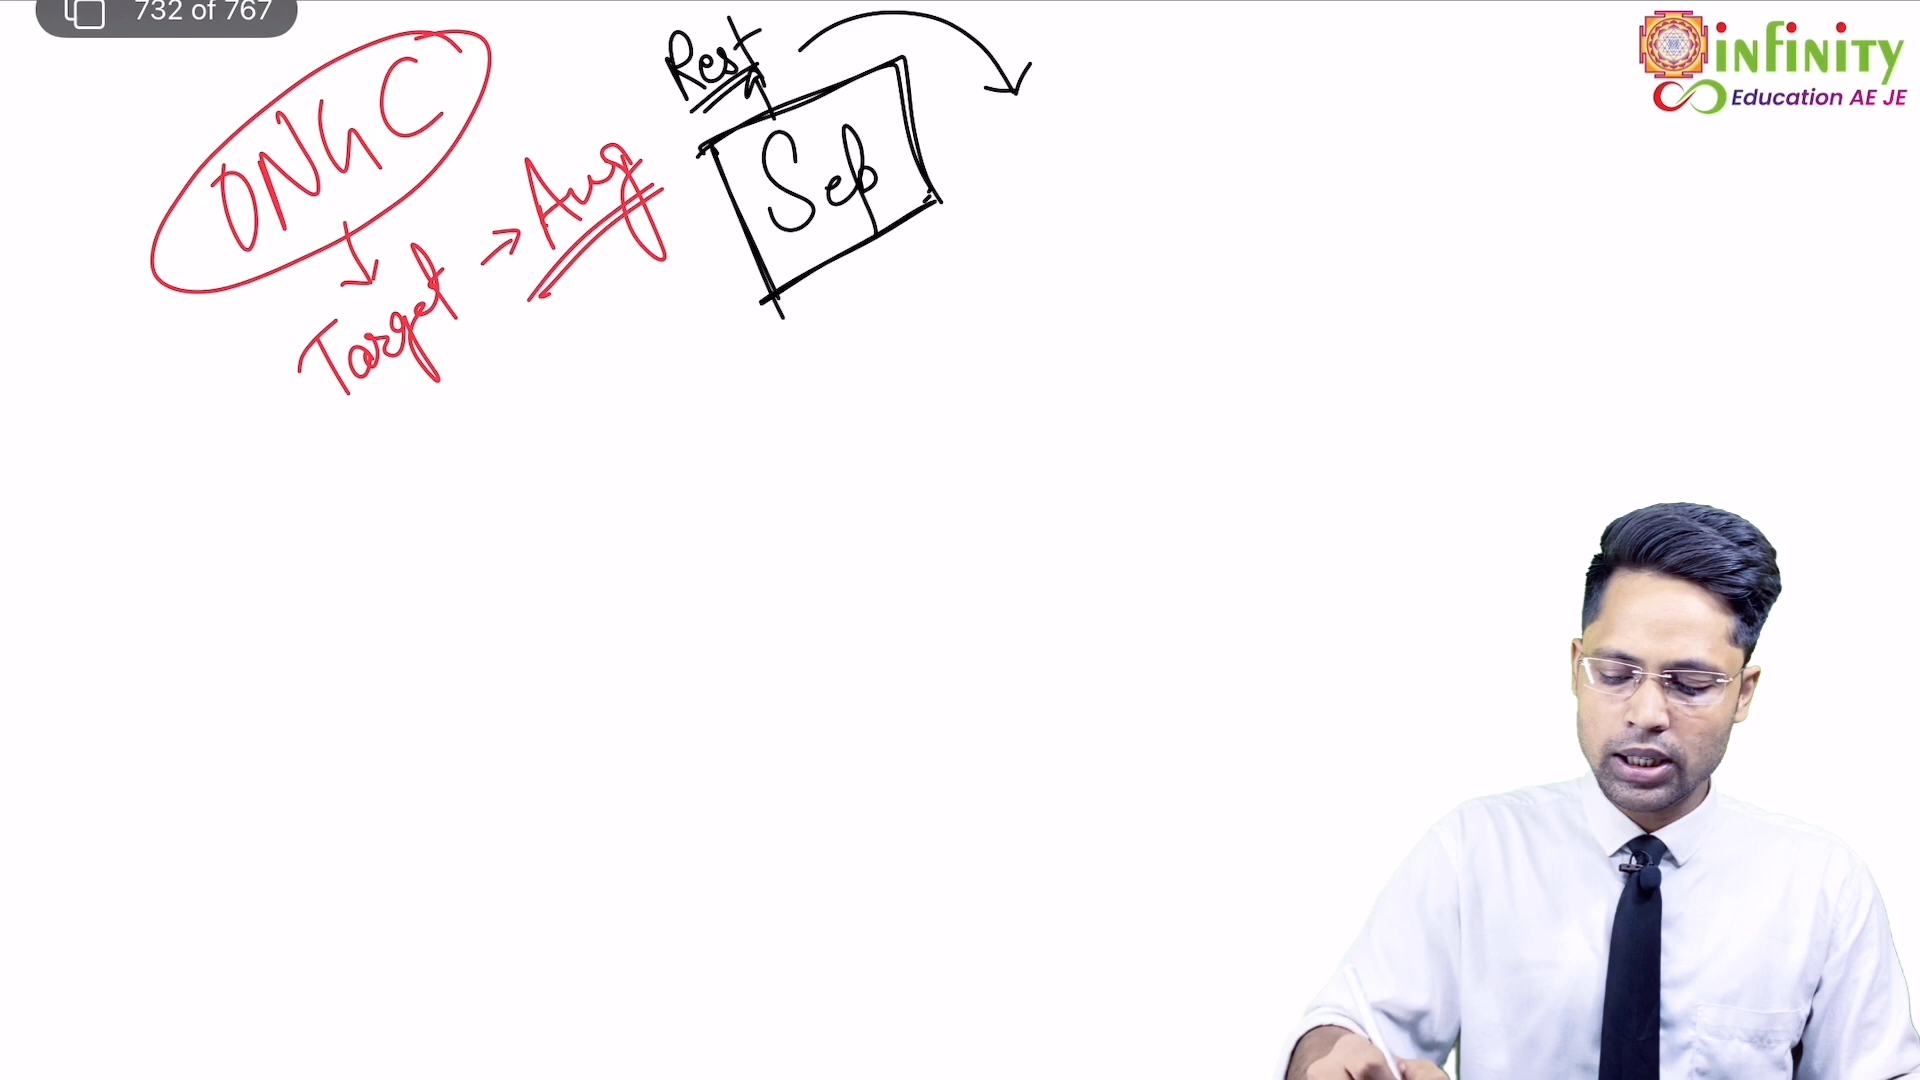 732 of 767
ONGC
Target → Aug
Rest
Sep
infinity
Education AE JE